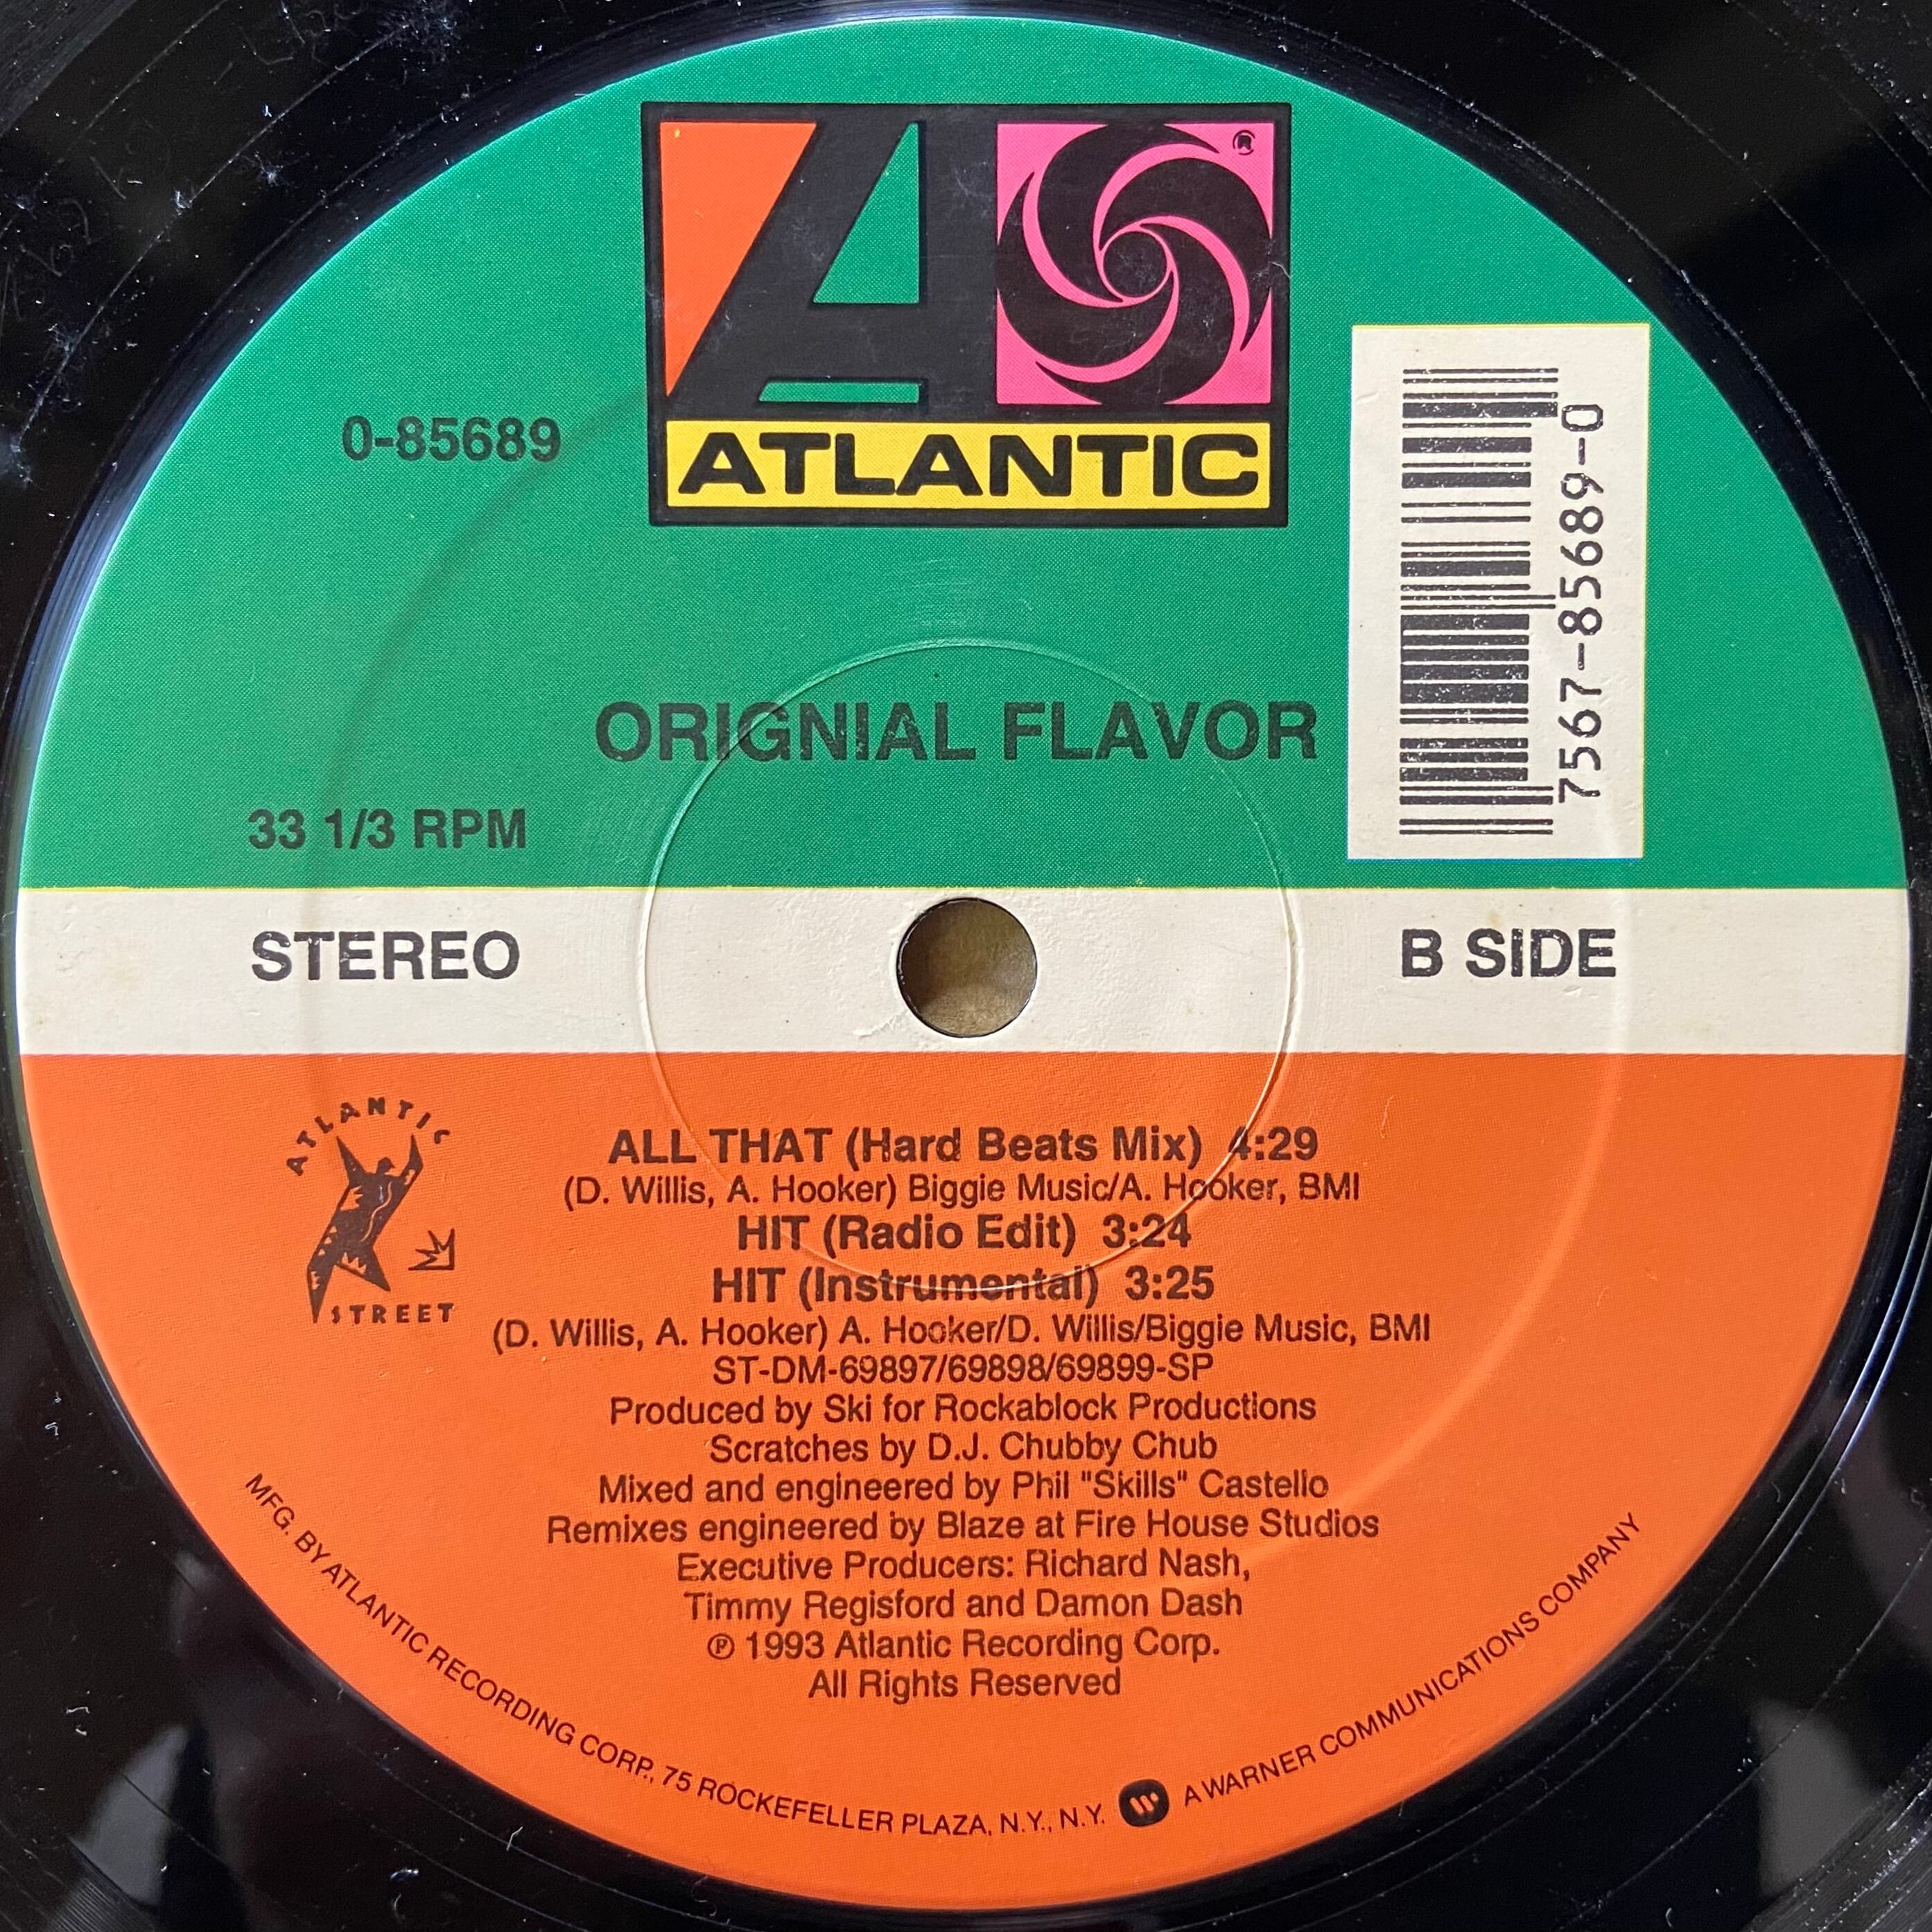 A
®
ATLANTIC
0-85689
7567-85689-0
ORIGNIAL FLAVOR
33 1/3 RPM
STEREO
B SIDE
ATLANTIC
STREET
ALL THAT (Hard Beats Mix) 4:29
(D. Willis, A. Hooker) Biggie Music/A. Hooker, BMI
HIT (Radio Edit) 3:24
HIT (Instrumental) 3:25
(D. Willis, A. Hooker) A. Hooker/D. Willis/Biggie Music, BMI
ST-DM-69897/69898/69899-SP
Produced by Ski for Rockablock Productions
Scratches by D.J. Chubby Chub
Mixed and engineered by Phil "Skills" Castello
Remixes engineered by Blaze at Fire House Studios
Executive Producers: Richard Nash,
Timmy Regisford and Damon Dash
℗ 1993 Atlantic Recording Corp.
All Rights Reserved
MFG. BY ATLANTIC RECORDING CORP., 75 ROCKEFELLER PLAZA, N.Y., N.Y. A WARNER COMMUNICATIONS COMPANY